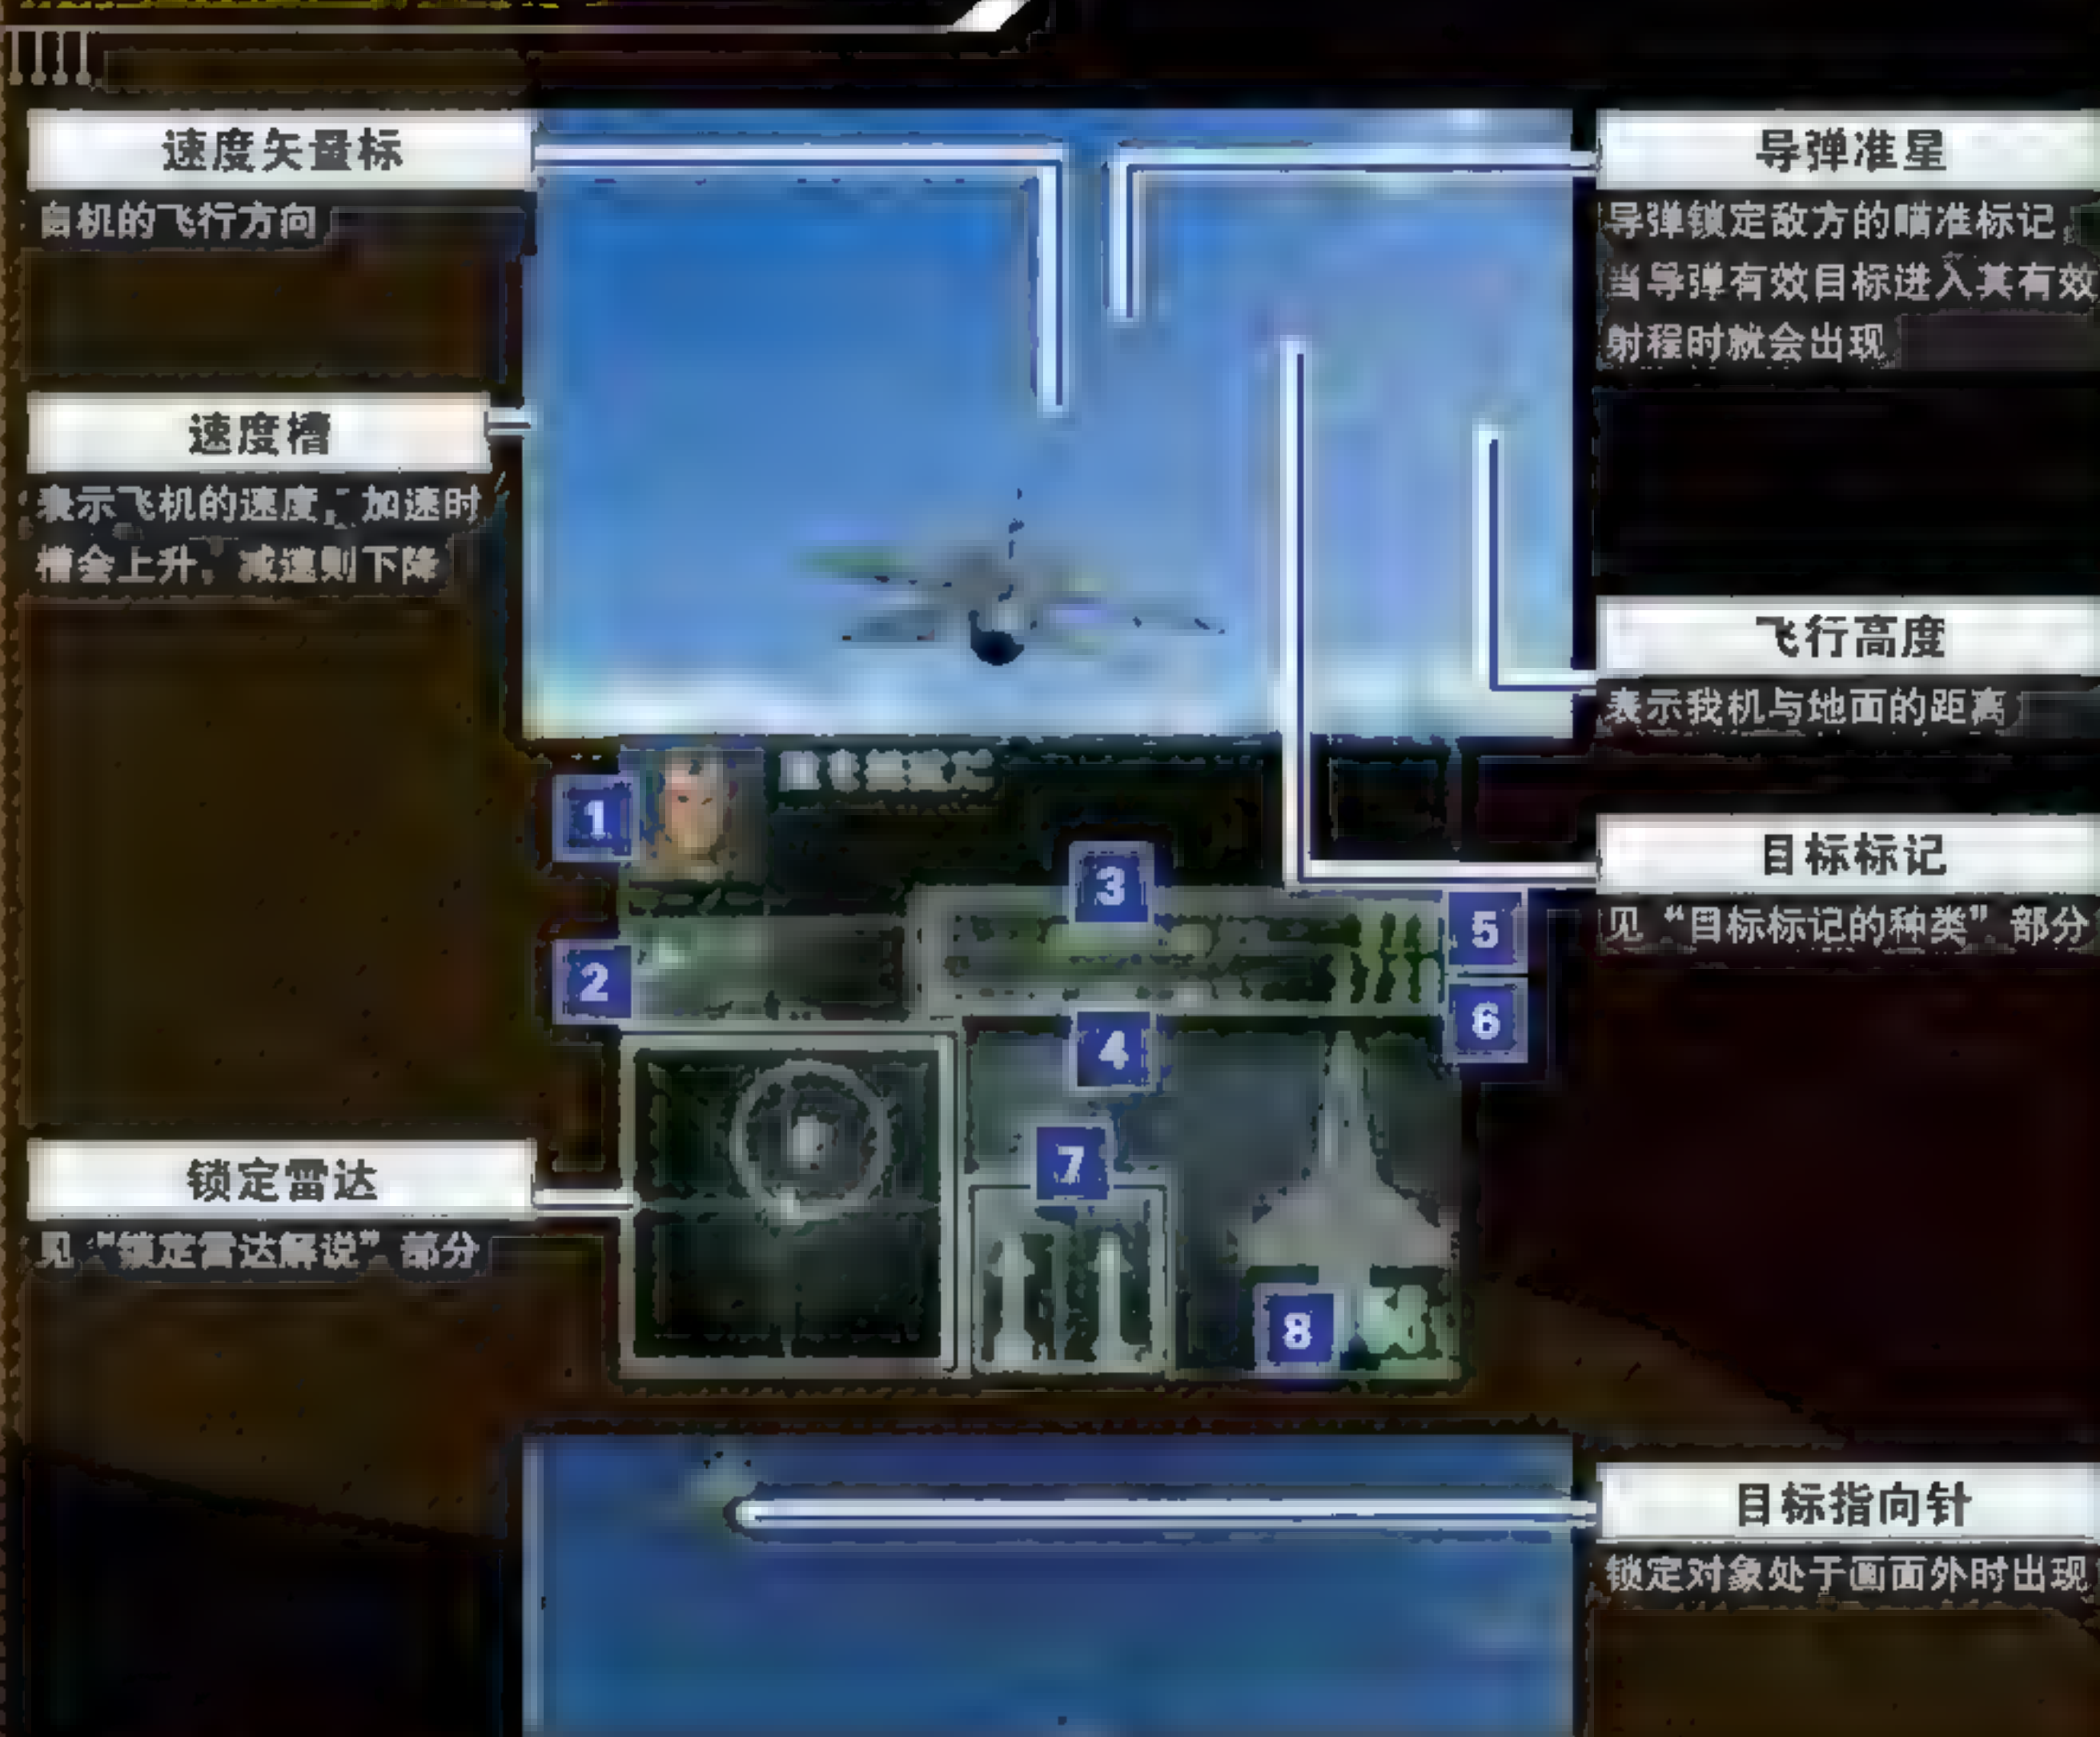 速度矢量标
自机的飞行方向
速度槽
表示飞机的速度，加速时
槽会上升，减速则下降
锁定雷达
见“锁定雷达解说”部分
导弹准星
导弹锁定敌方的瞄准标记。
当导弹有效目标进入其有效
射程时就会出现
飞行高度
表示我机与地面的距离
目标标记
见“目标标记的种类”部分
目标指向针
锁定对象处于画面外时出现
1
2
3
4
5
6
7
8